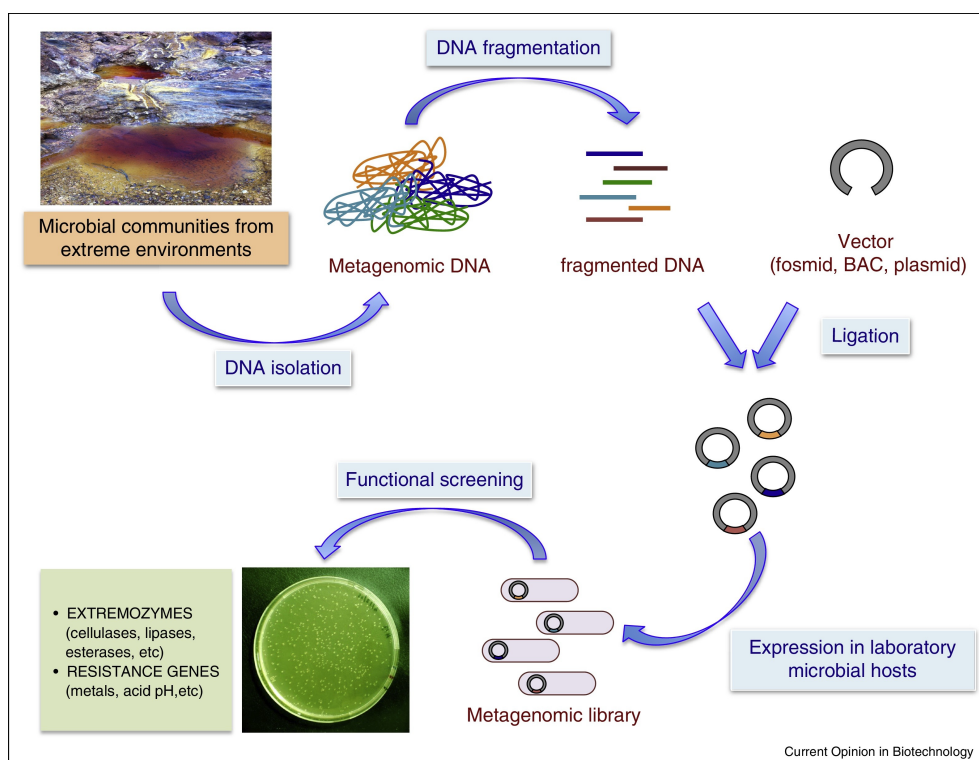 DNA fragmentation
Microbial communities from
extreme environments
Metagenomic DNA
fragmented DNA
Vector
(fosmid, BAC, plasmid)
DNA isolation
Ligation
Functional screening
• EXTREMOZYMES
(cellulases, lipases,
esterases, etc)
• RESISTANCE GENES
(metals, acid pH,etc)
Metagenomic library
Expression in laboratory
microbial hosts
Current Opinion in Biotechnology